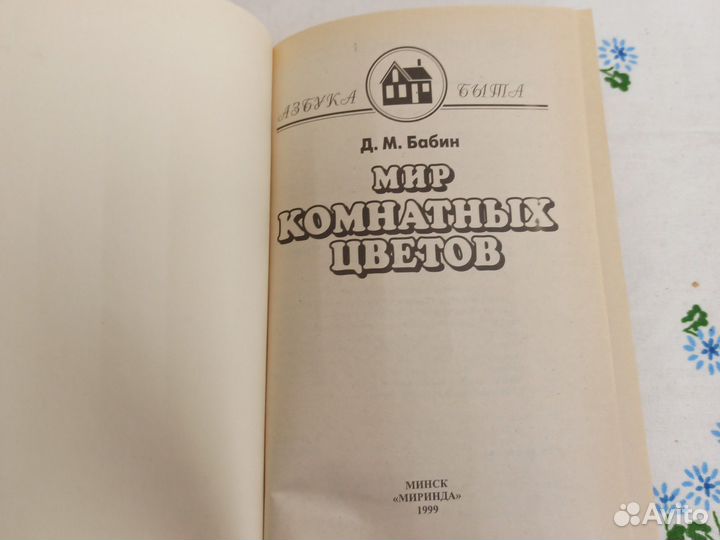 АЗБУКА БЫТА
Д. М. Бабин
МИР
КОМНАТНЫХ
ЦВЕТОВ
МИНСК
«МИРИНДА»
1999
Avito